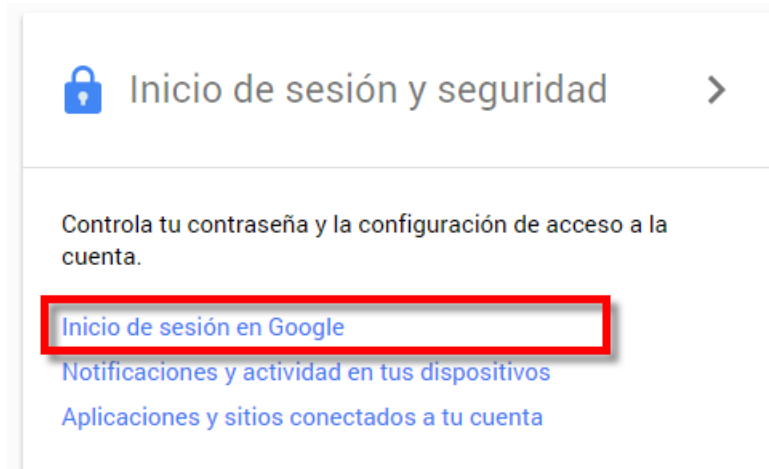 Inicio de sesión y seguridad
Controla tu contraseña y la configuración de acceso a la
cuenta.
Inicio de sesión en Google
Notificaciones y actividad en tus dispositivos
Aplicaciones y sitios conectados a tu cuenta